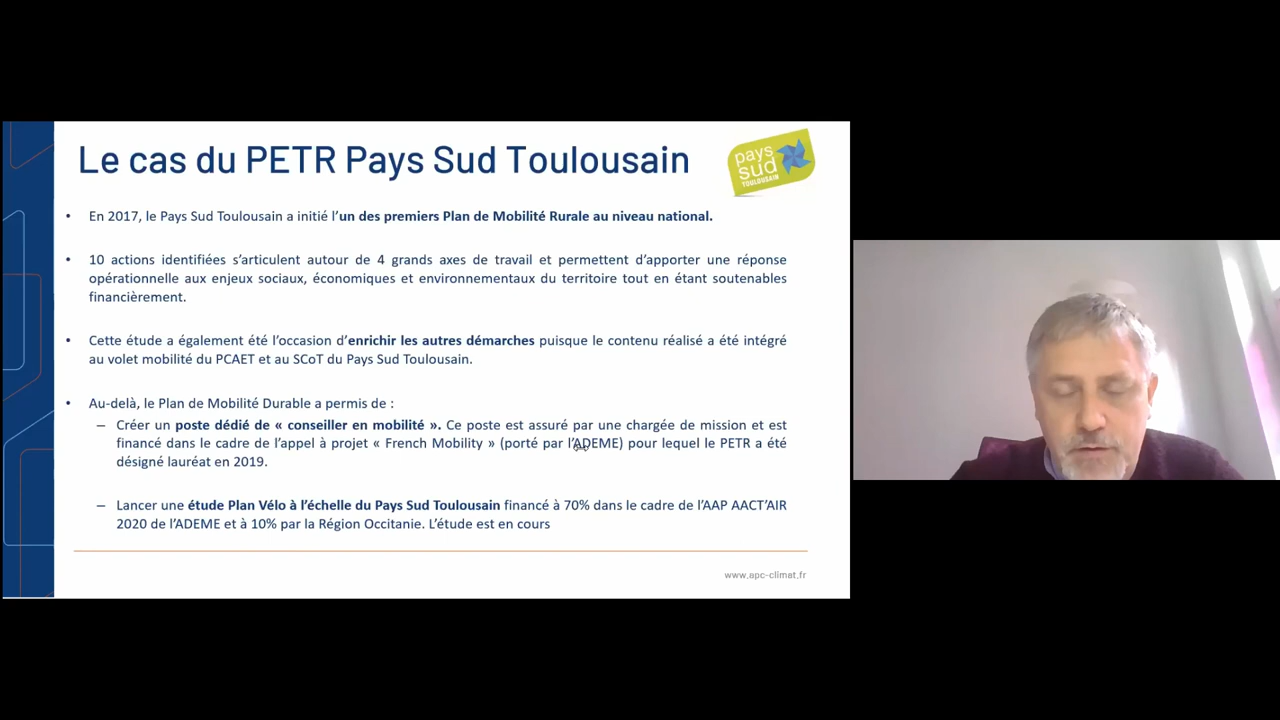 Le cas du PETR Pays Sud Toulousain
pays
sud
TOULOUSAIN
• En 2017, le Pays Sud Toulousain a initié l’un des premiers Plan de Mobilité Rurale au niveau national.
• 10 actions identifiées s’articulent autour de 4 grands axes de travail et permettent d’apporter une réponse
opérationnelle aux enjeux sociaux, économiques et environnementaux du territoire tout en étant soutenables
financièrement.
• Cette étude a également été l’occasion d’enrichir les autres démarches puisque le contenu réalisé a été intégré
au volet mobilité du PCAET et au SCoT du Pays Sud Toulousain.
• Au-delà, le Plan de Mobilité Durable a permis de :
– Créer un poste dédié de « conseiller en mobilité ». Ce poste est assuré par une chargée de mission et est
financé dans le cadre de l’appel à projet « French Mobility » (porté par l’ADEME) pour lequel le PETR a été
désigné lauréat en 2019.
– Lancer une étude Plan Vélo à l’échelle du Pays Sud Toulousain financé à 70% dans le cadre de l’AAP AACT’AIR
2020 de l’ADEME et à 10% par la Région Occitanie. L’étude est en cours
www.apc-climat.fr